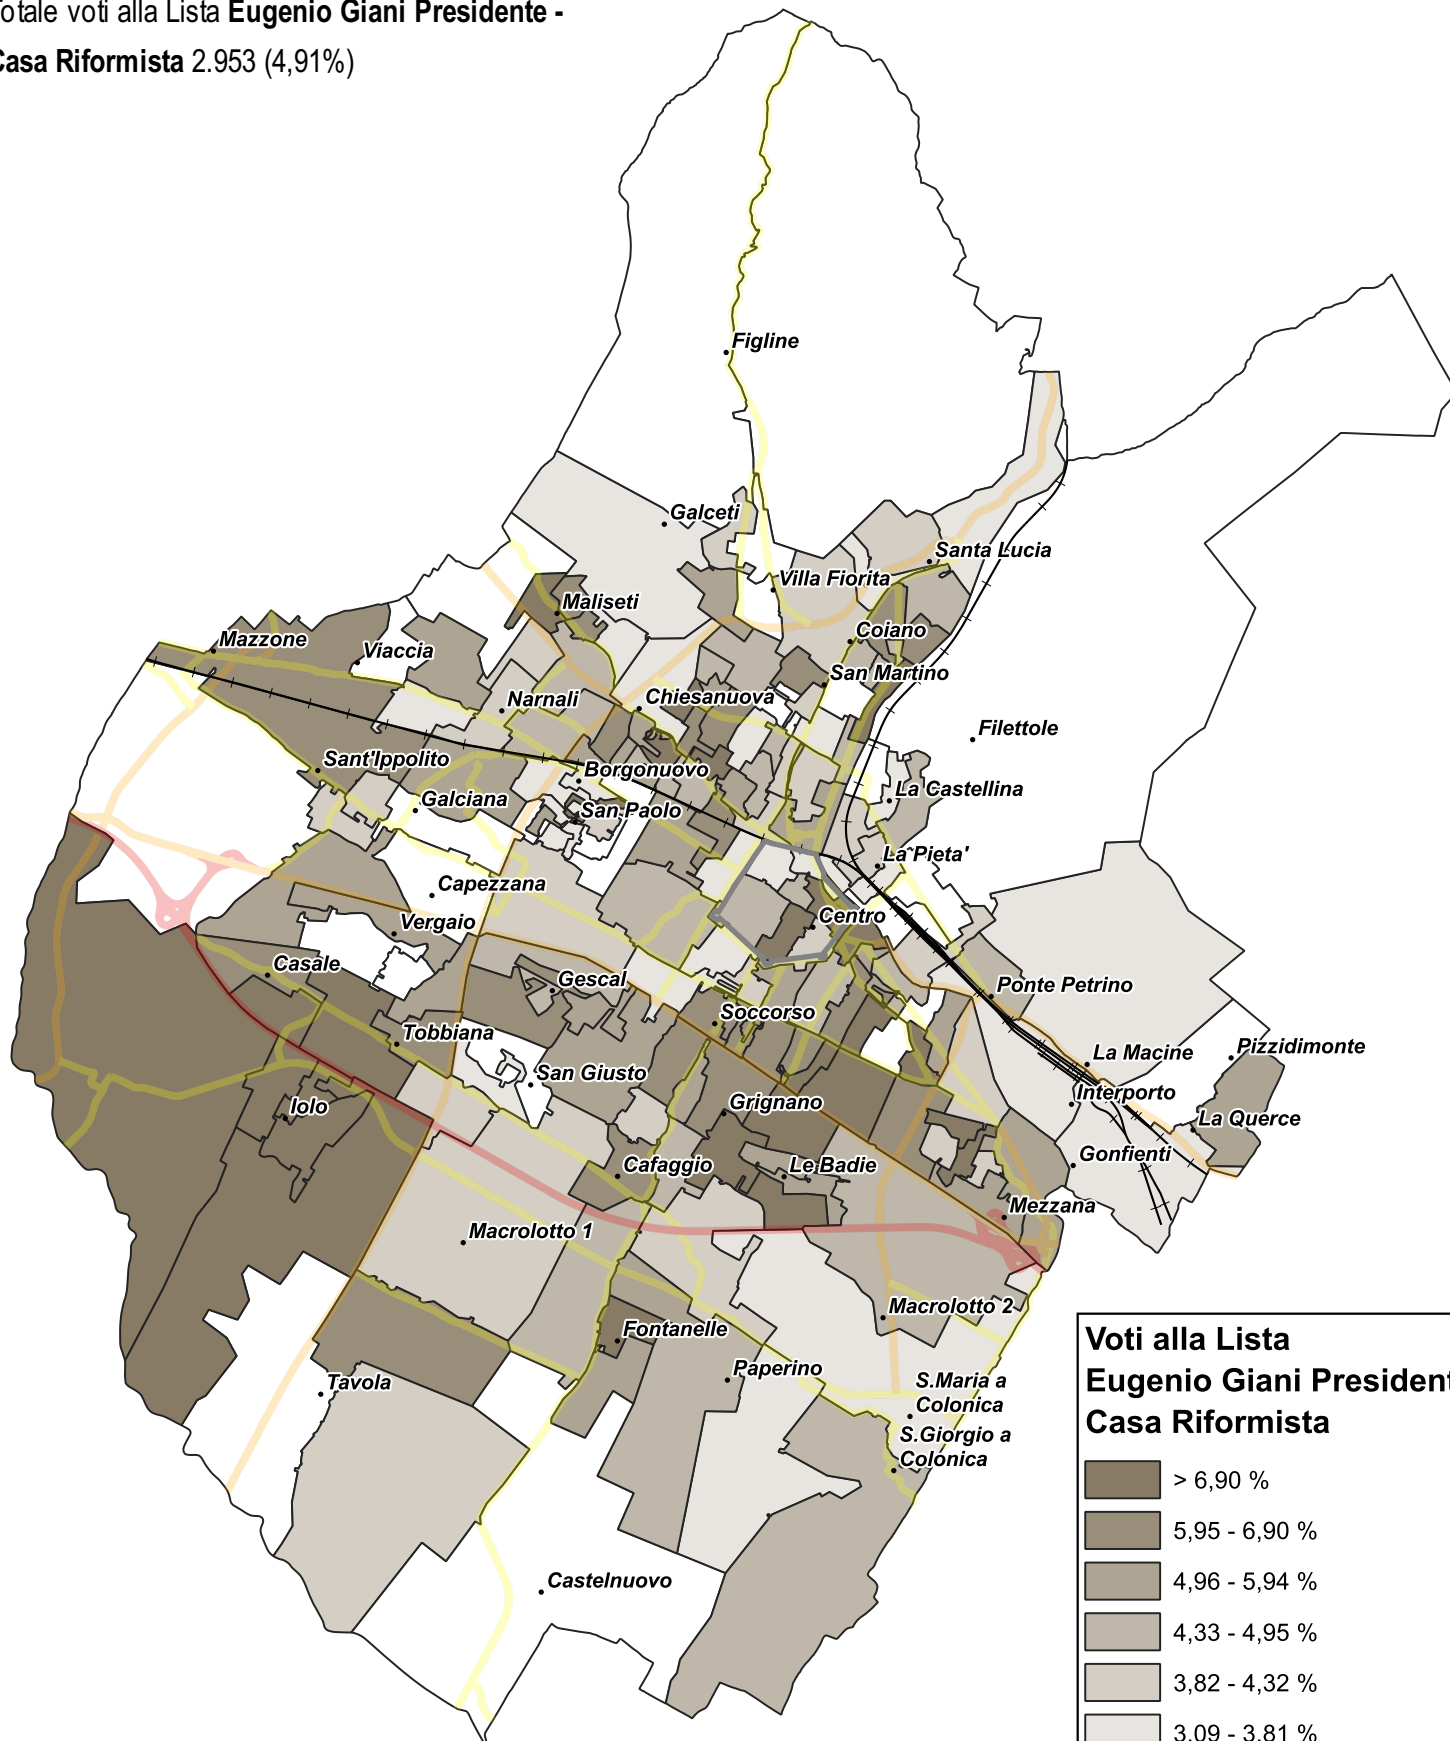 otale voti alla Lista Eugenio Giani Presidente -
Casa Riformista 2.953 (4,91%)
Figline
Galceti
Santa Lucia
Villa Fiorita
Maliseti
Coiano
Mazzone
Viaccia
San Martino
Narnali
Chiesanuova
Filettole
Sant'Ippolito
Borgonuovo
La Castellina
Galciana
San Paolo
La Pieta'
Capezzana
Centro
Vergaio
Casale
Gescal
Ponte Petrino
Soccorso
Tobbiana
La Macine
Pizzidimonte
San Giusto
Interporto
Iolo
Grignano
La Querce
Gonfienti
Cafaggio
Le Badie
Mezzana
Macrolotto 1
Macrolotto 2
Fontanelle
Paperino
Tavola
S.Maria a
Colonica
S.Giorgio a
Colonica
Castelnuovo
Voti alla Lista
Eugenio Giani President
Casa Riformista
> 6,90 %
5,95 - 6,90 %
4,96 - 5,94 %
4,33 - 4,95 %
3,82 - 4,32 %
3,09 - 3,81 %